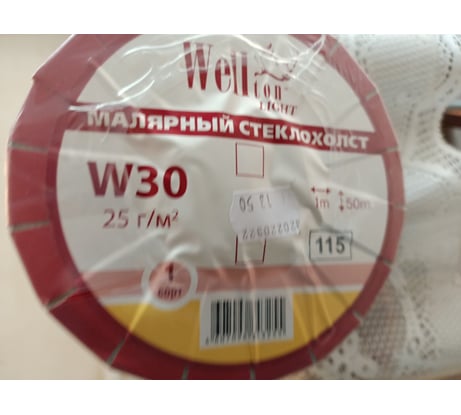 Wellton
LIGHT
МАЛЯРНЫЙ СТЕКЛОХОЛСТ
W30
25 г/м²
1m 50m
115
1
сорт